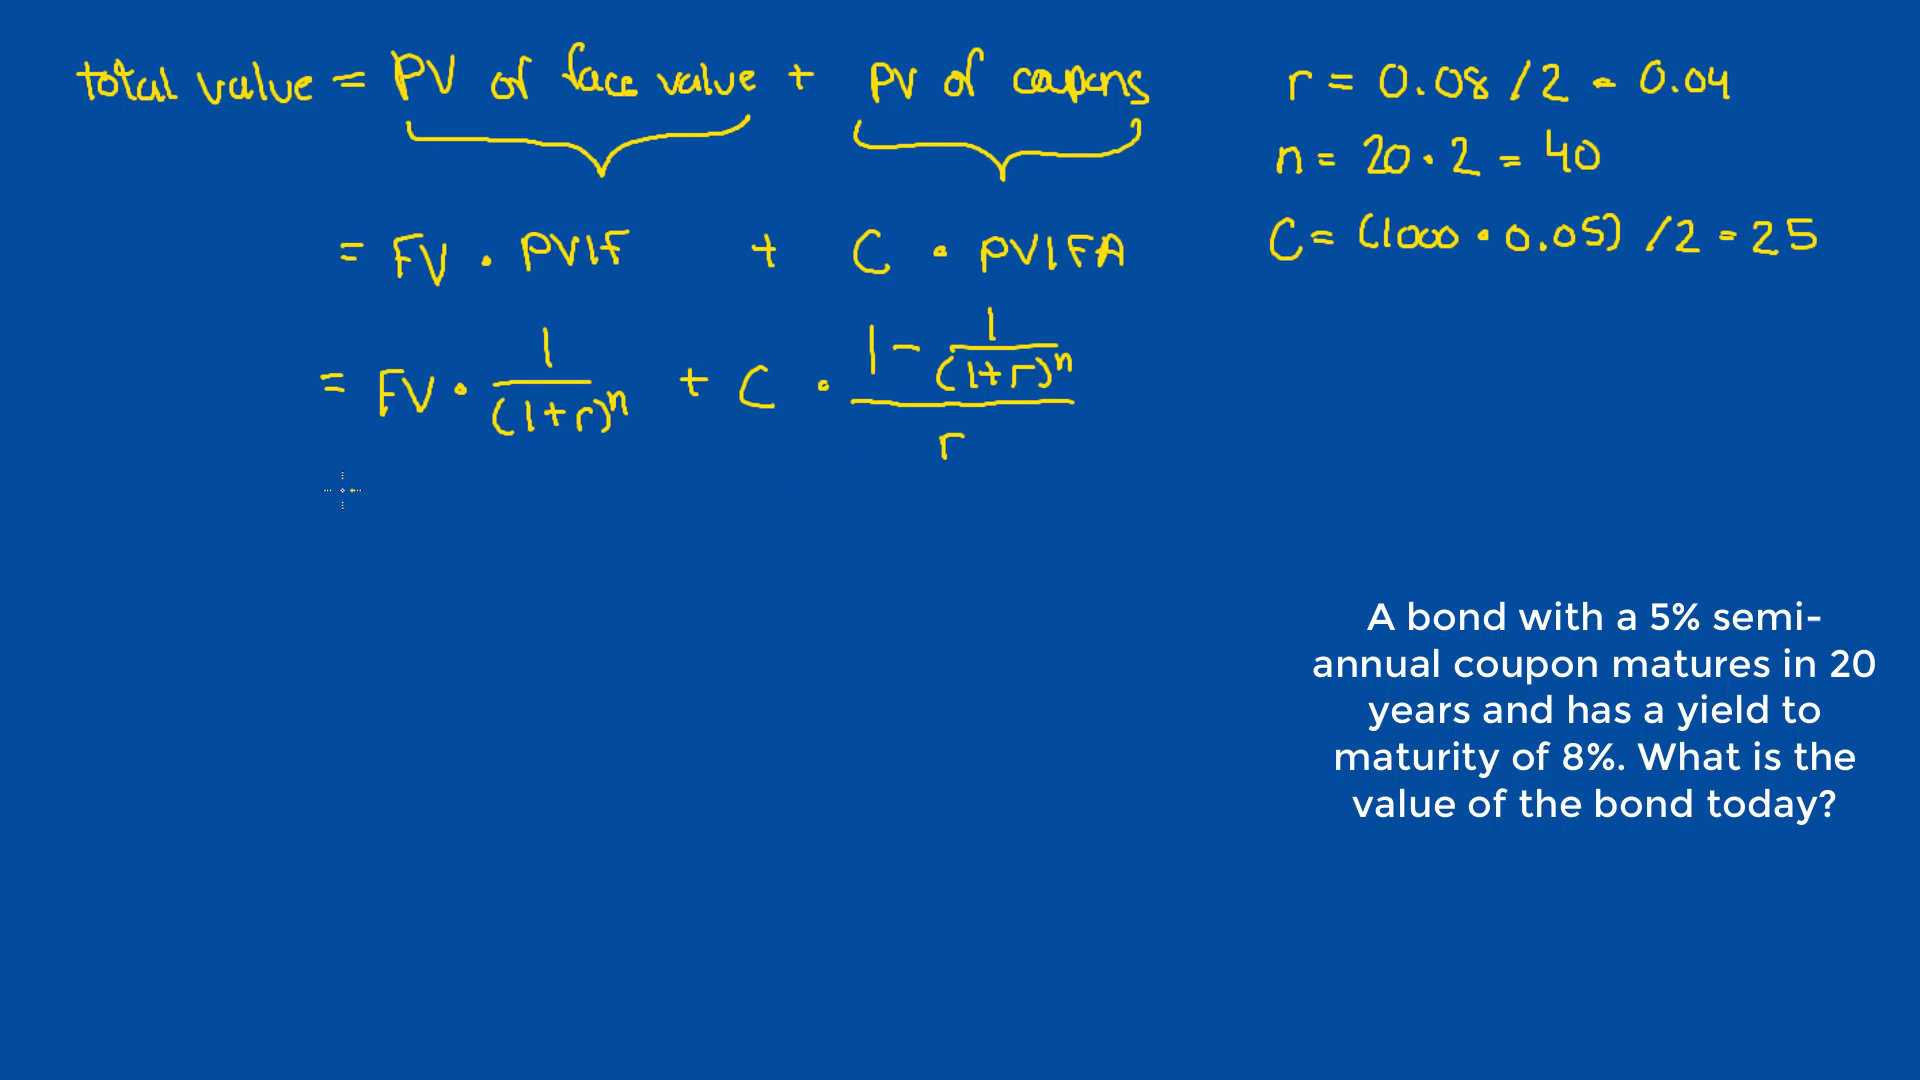 total value = PV of face value + PV of coupons
= FV · PVIF + C · PVIFA
= FV · 1/(1+r)^n + C · (1 - 1/(1+r)^n)/r
r = 0.08 / 2 = 0.04
n = 20 · 2 = 40
C = (1000 · 0.05) / 2 = 25
A bond with a 5% semi-
annual coupon matures in 20
years and has a yield to
maturity of 8%. What is the
value of the bond today?